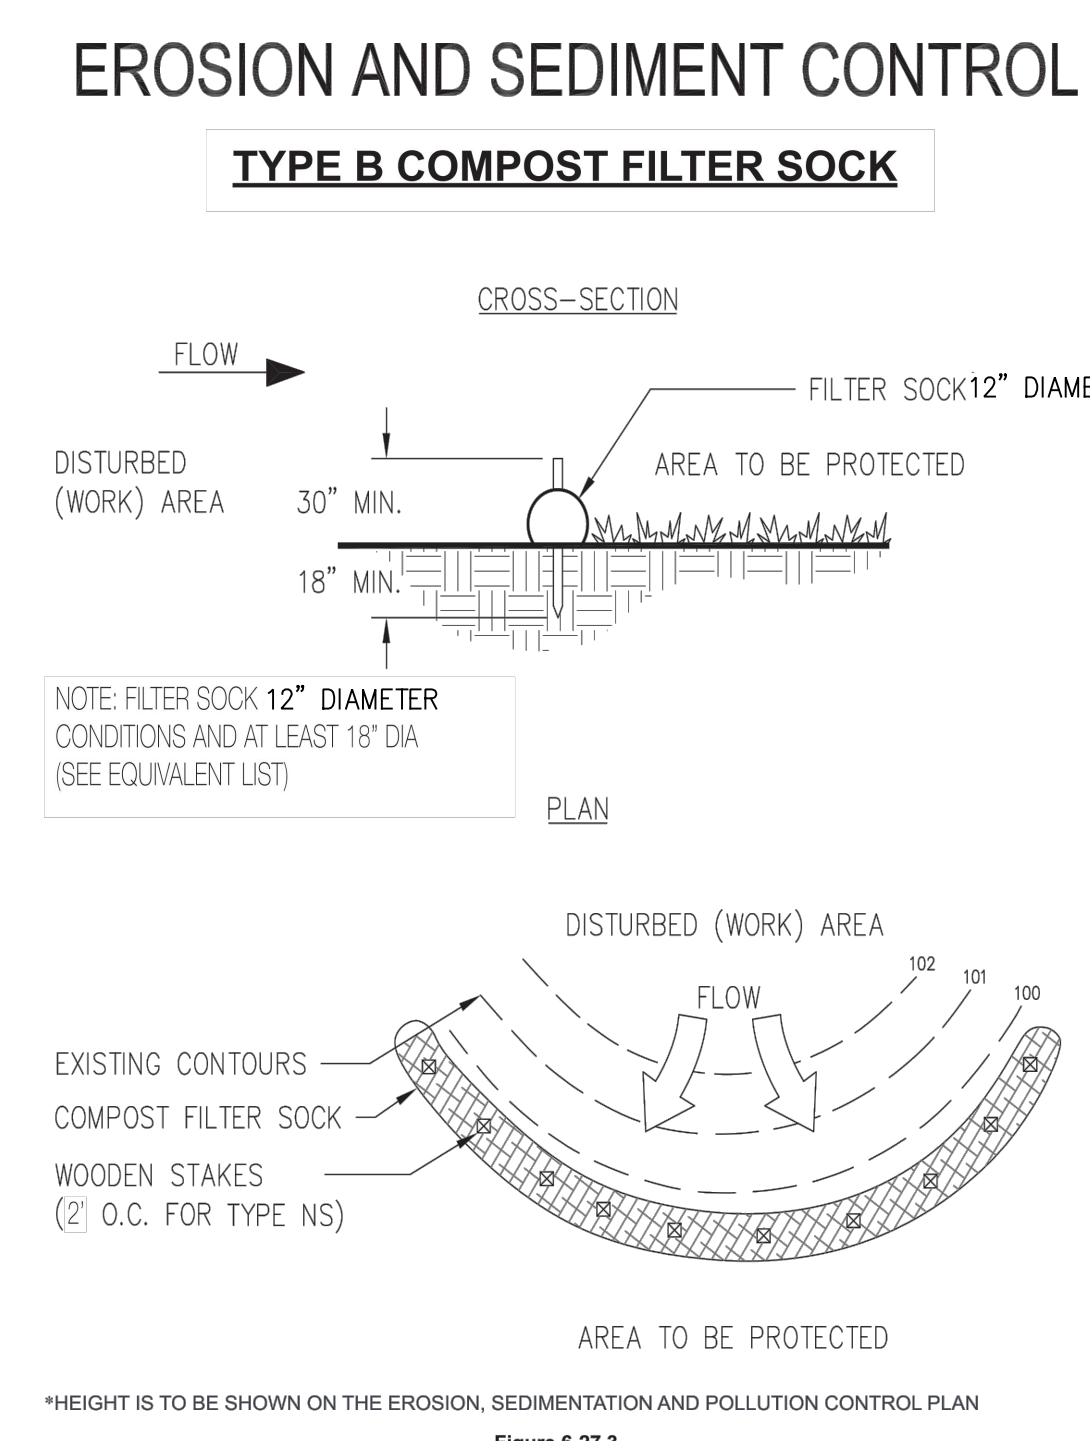 EROSION AND SEDIMENT CONTROL
TYPE B COMPOST FILTER SOCK
CROSS-SECTION
FLOW
FILTER SOCK 12" DIAME
DISTURBED
(WORK) AREA
AREA TO BE PROTECTED
30" MIN.
18" MIN.
NOTE: FILTER SOCK 12" DIAMETER
CONDITIONS AND AT LEAST 18" DIA
(SEE EQUIVALENT LIST)
PLAN
DISTURBED (WORK) AREA
102
101
100
FLOW
EXISTING CONTOURS
COMPOST FILTER SOCK
WOODEN STAKES
(2' O.C. FOR TYPE NS)
AREA TO BE PROTECTED
*HEIGHT IS TO BE SHOWN ON THE EROSION, SEDIMENTATION AND POLLUTION CONTROL PLAN
Figure 6-27.3